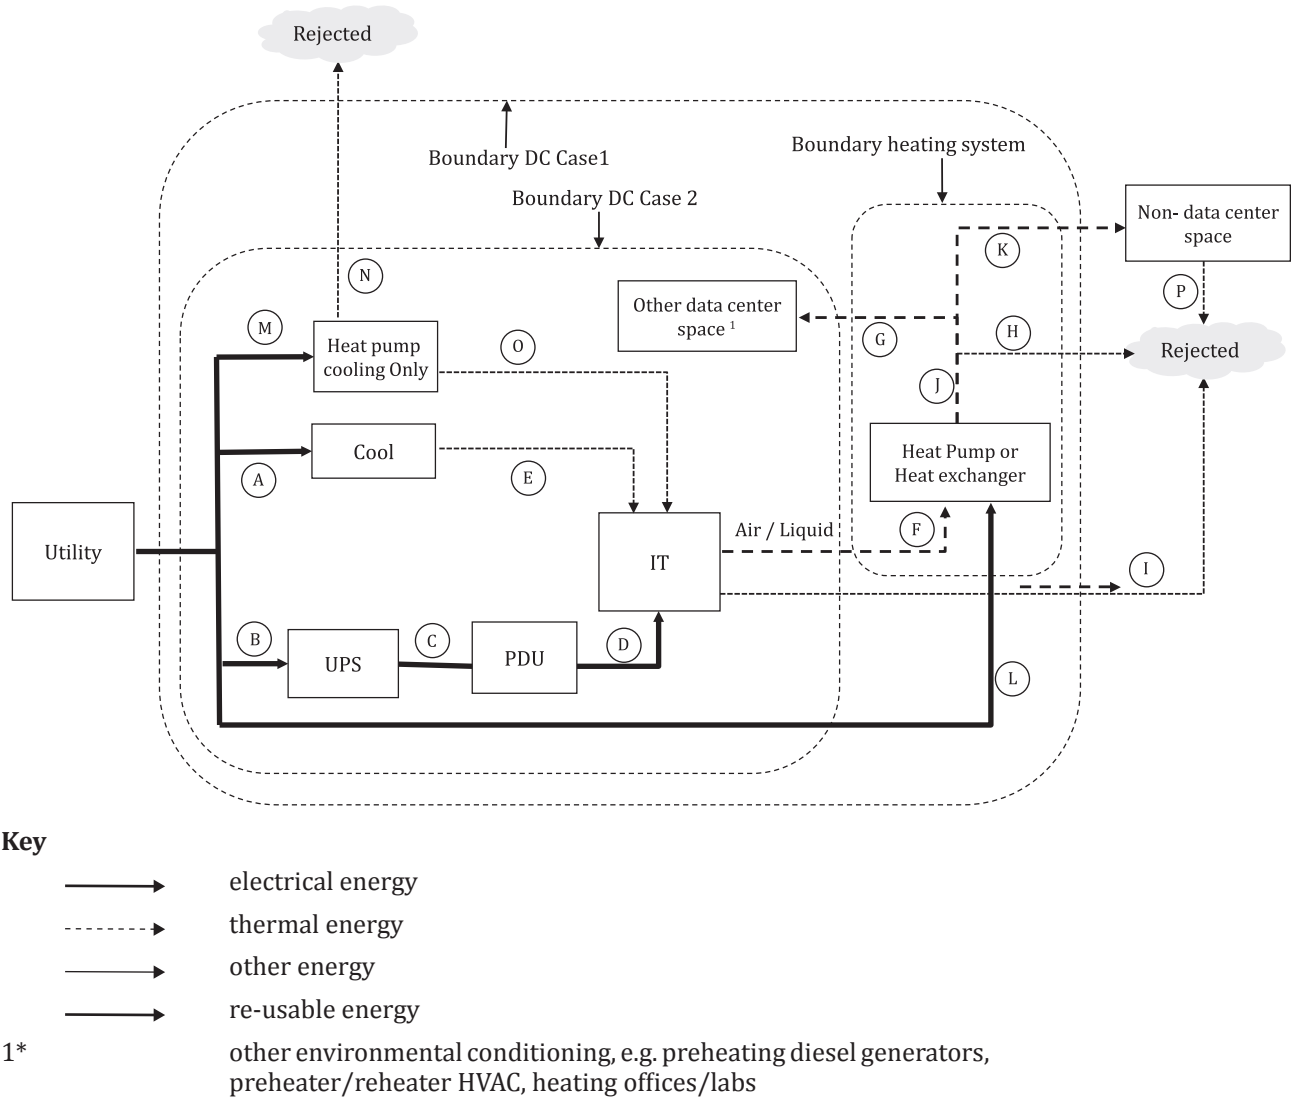 Rejected
Boundary DC Case1
Boundary heating system
Boundary DC Case 2
Non- data center
space
K
N
P
Other data center
space 1
M
Heat pump
cooling Only
O
G
H
Rejected
J
Cool
A
E
Heat Pump or
Heat exchanger
Utility
Air / Liquid
F
IT
I
B
UPS
C
PDU
D
L
Key
electrical energy
thermal energy
other energy
re-usable energy
1*
other environmental conditioning, e.g. preheating diesel generators,
preheater/reheater HVAC, heating offices/labs